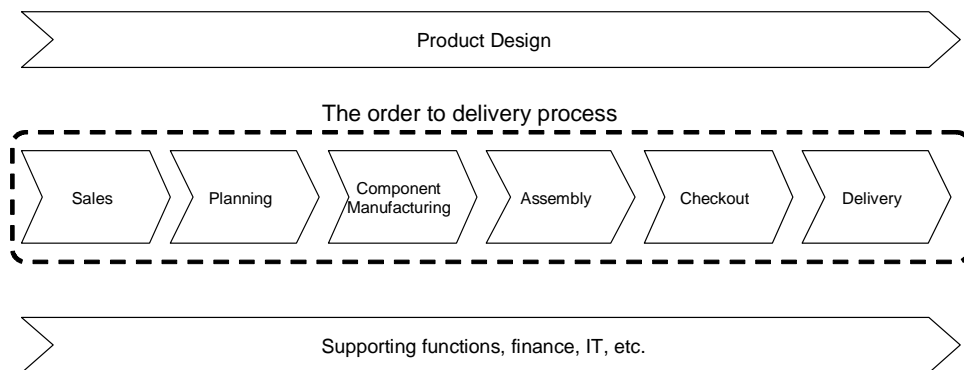 Product Design
The order to delivery process
Sales
Planning
Component
Manufacturing
Assembly
Checkout
Delivery
Supporting functions, finance, IT, etc.